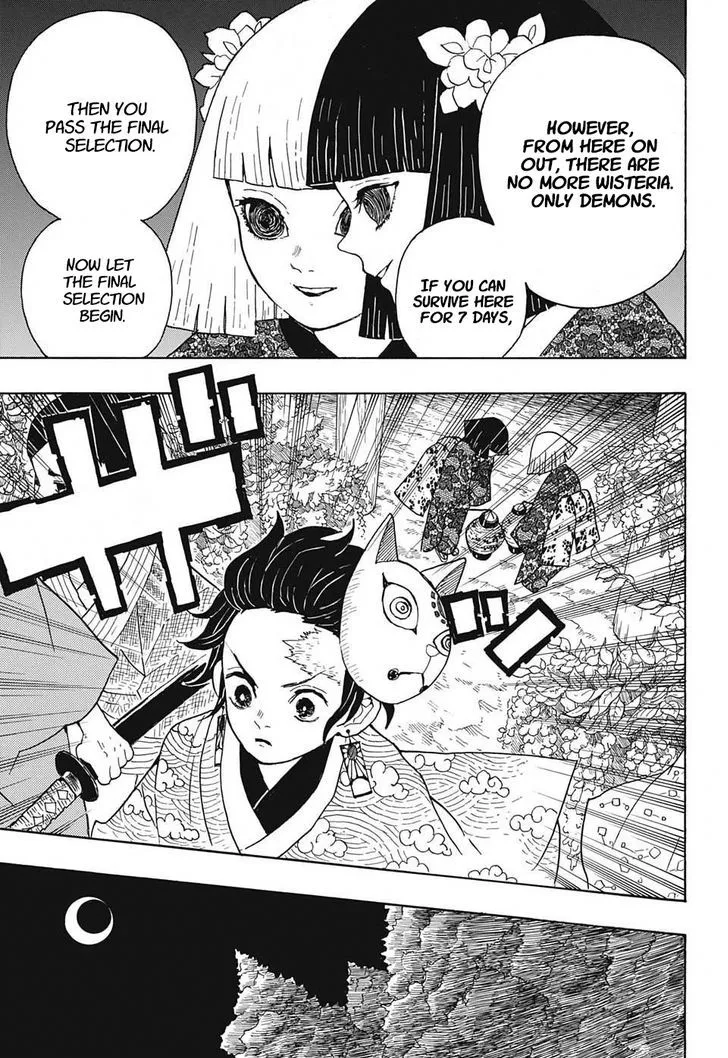 HOWEVER,
FROM HERE ON
OUT, THERE ARE
NO MORE WISTERIA.
ONLY DEMONS.
IF YOU CAN
SURVIVE HERE
FOR 7 DAYS,
THEN YOU
PASS THE FINAL
SELECTION.
NOW LET
THE FINAL
SELECTION
BEGIN.
ザ